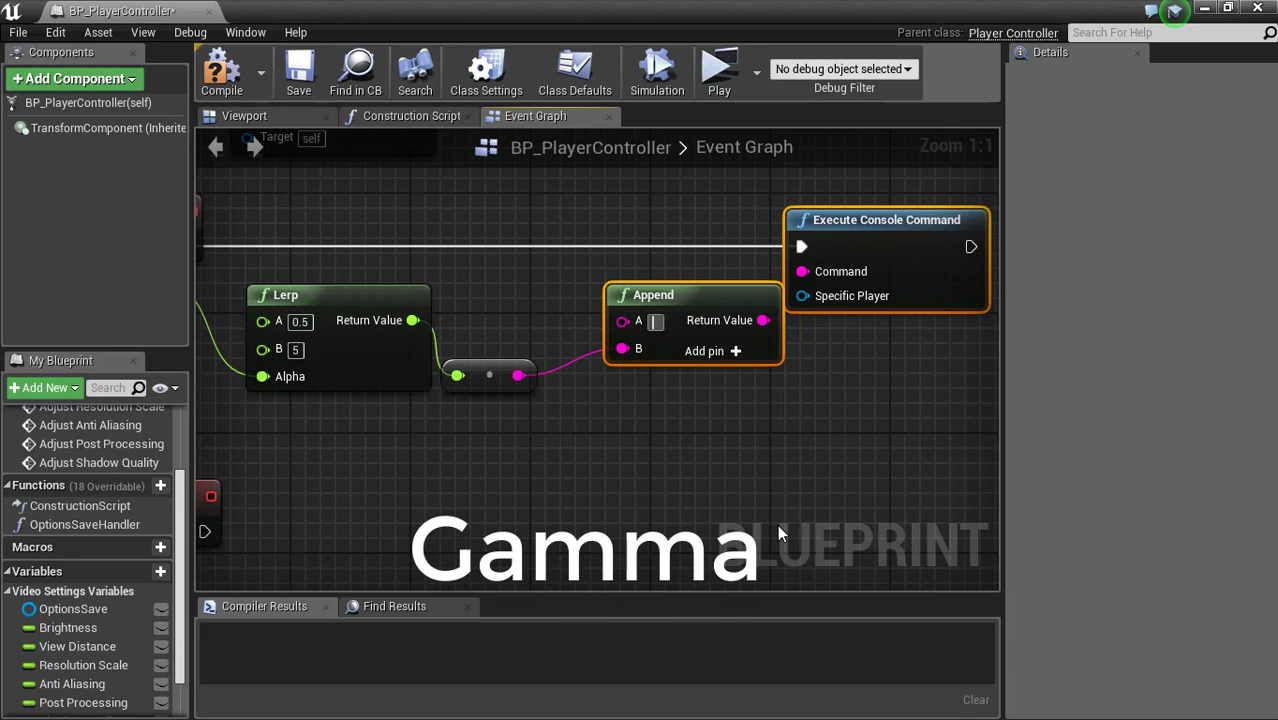 BP_PlayerController*
File Edit Asset View Debug Window Help
Parent class: Player Controller
Search For Help
Components
Add Component
BP_PlayerController(self)
TransformComponent (Inherite
Compile
Save
Find in CB
Search
Class Settings
Class Defaults
Simulation
Play
No debug object selected
Debug Filter
Details
Viewport
Construction Script
Event Graph
Target self
BP_PlayerController > Event Graph
Zoom 1:1
Execute Console Command
Command
Specific Player
Lerp
A 0.5 Return Value
B 5
Alpha
Append
A Return Value
B Add pin
My Blueprint
Add New
Search
Adjust Resolution Scale
Adjust Anti Aliasing
Adjust Post Processing
Adjust Shadow Quality
Functions (18 Overridable)
ConstructionScript
OptionsSaveHandler
Macros
Variables
Video Settings Variables
OptionsSave
Brightness
View Distance
Resolution Scale
Anti Aliasing
Post Processing
Gamma
BLUEPRINT
Compiler Results
Find Results
Clear